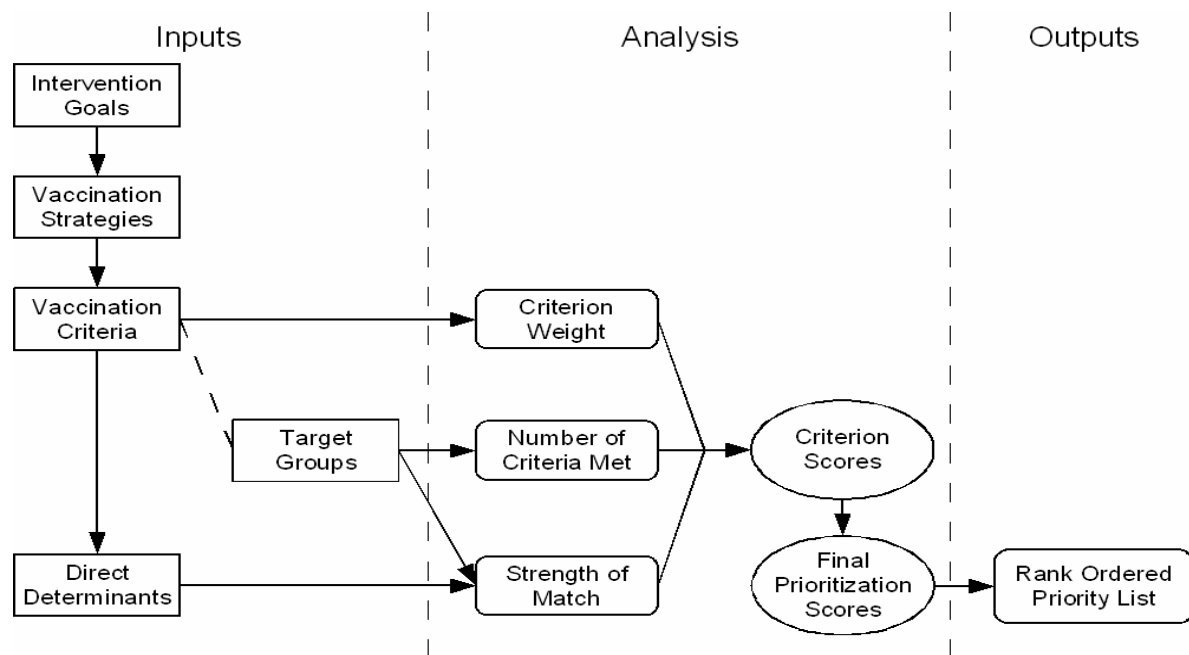 Inputs
Analysis
Outputs
Intervention
Goals
Vaccination
Strategies
Vaccination
Criteria
Criterion
Weight
Target
Groups
Number of
Criteria Met
Criterion
Scores
Direct
Determinants
Strength of
Match
Final
Prioritization
Scores
Rank Ordered
Priority List